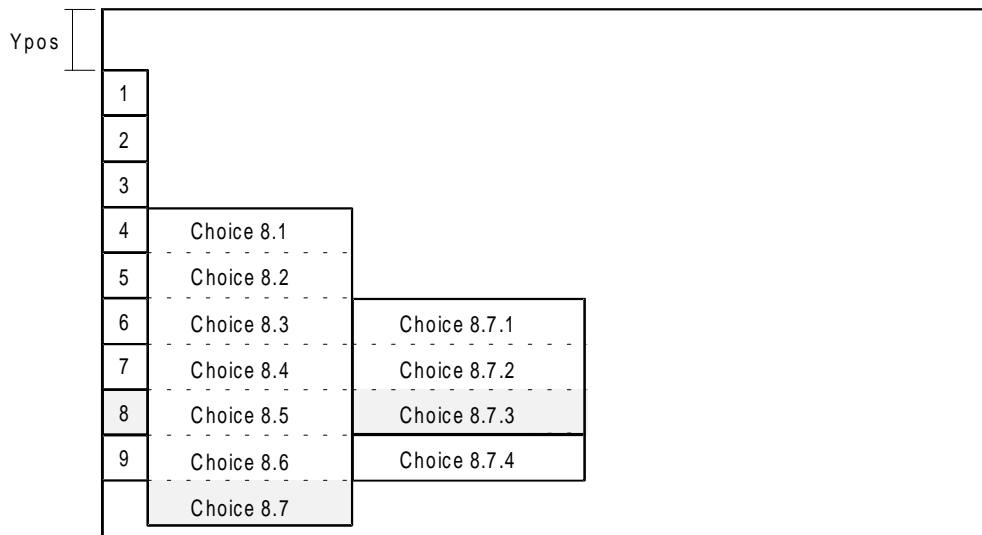 Ypos
1
2
3
4 Choice 8.1
5 Choice 8.2
6 Choice 8.3 Choice 8.7.1
7 Choice 8.4 Choice 8.7.2
8 Choice 8.5 Choice 8.7.3
9 Choice 8.6 Choice 8.7.4
Choice 8.7